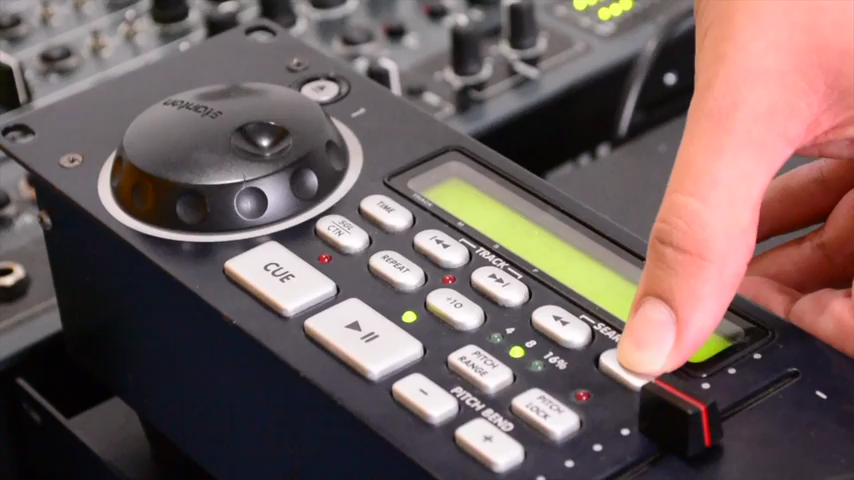 stanton
TIME
SGL
CTN
REPEAT
TRACK
+10
CUE
SEA
4 8 16%
PITCH
RANGE
PITCH BEND
PITCH
LOCK
−
+